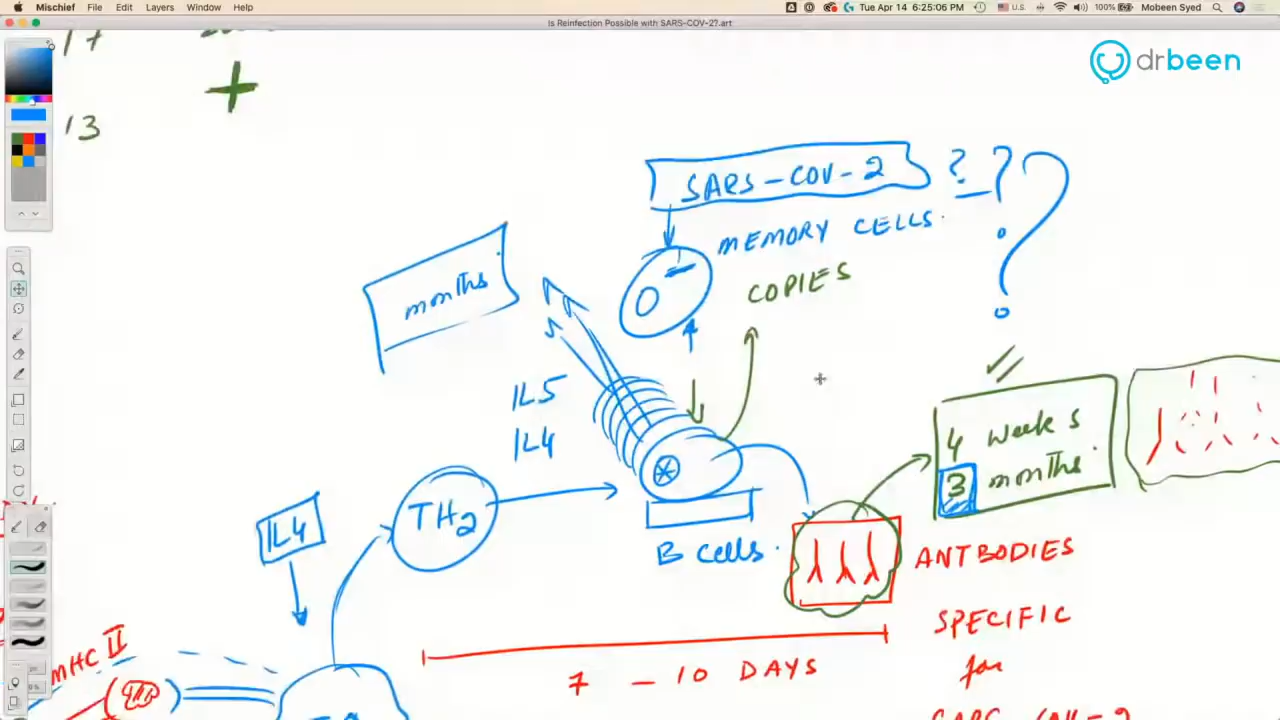 Mischief File Edit Layers Window Help
Tue Apr 14 6:25:06 PM U.S. 100% Mobeen Syed
Is Reinfection Possible with SARS-COV-2?.art
drbeen
17
+
13
SARS-COV-2 ???
MEMORY CELLS.
COPIES
months
IL5
IL4
4 weeks
3 months.
IL4
TH2
B cells.
ANTBODIES
SPECIFIC
for
7 - 10 DAYS
MHC II